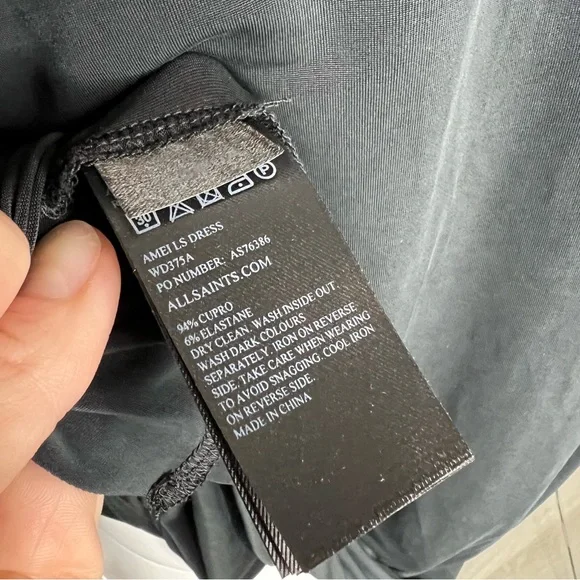 30
P
AMEI LS DRESS
WD375A
PO NUMBER: AS76386
ALLSAINTS.COM
94% CUPRO
6% ELASTANE
DRY CLEAN. WASH INSIDE OUT
WASH DARK COLOURS
SEPARATELY. IRON ON REVERSE
SIDE. TAKE CARE WHEN WEARING
TO AVOID SNAGGING. COOL IRON
ON REVERSE SIDE.
MADE IN CHINA